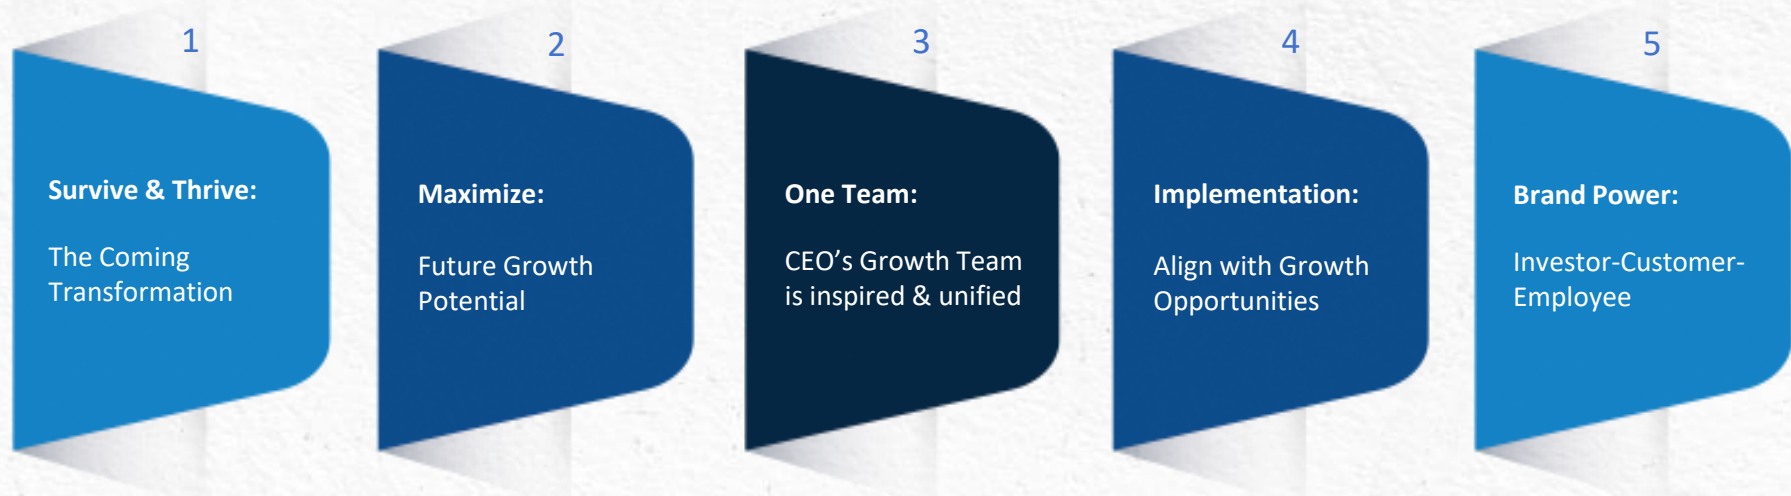 1
Survive & Thrive:
The Coming
Transformation
2
Maximize:
Future Growth
Potential
3
One Team:
CEO’s Growth Team
is inspired & unified
4
Implementation:
Align with Growth
Opportunities
5
Brand Power:
Investor-Customer-
Employee